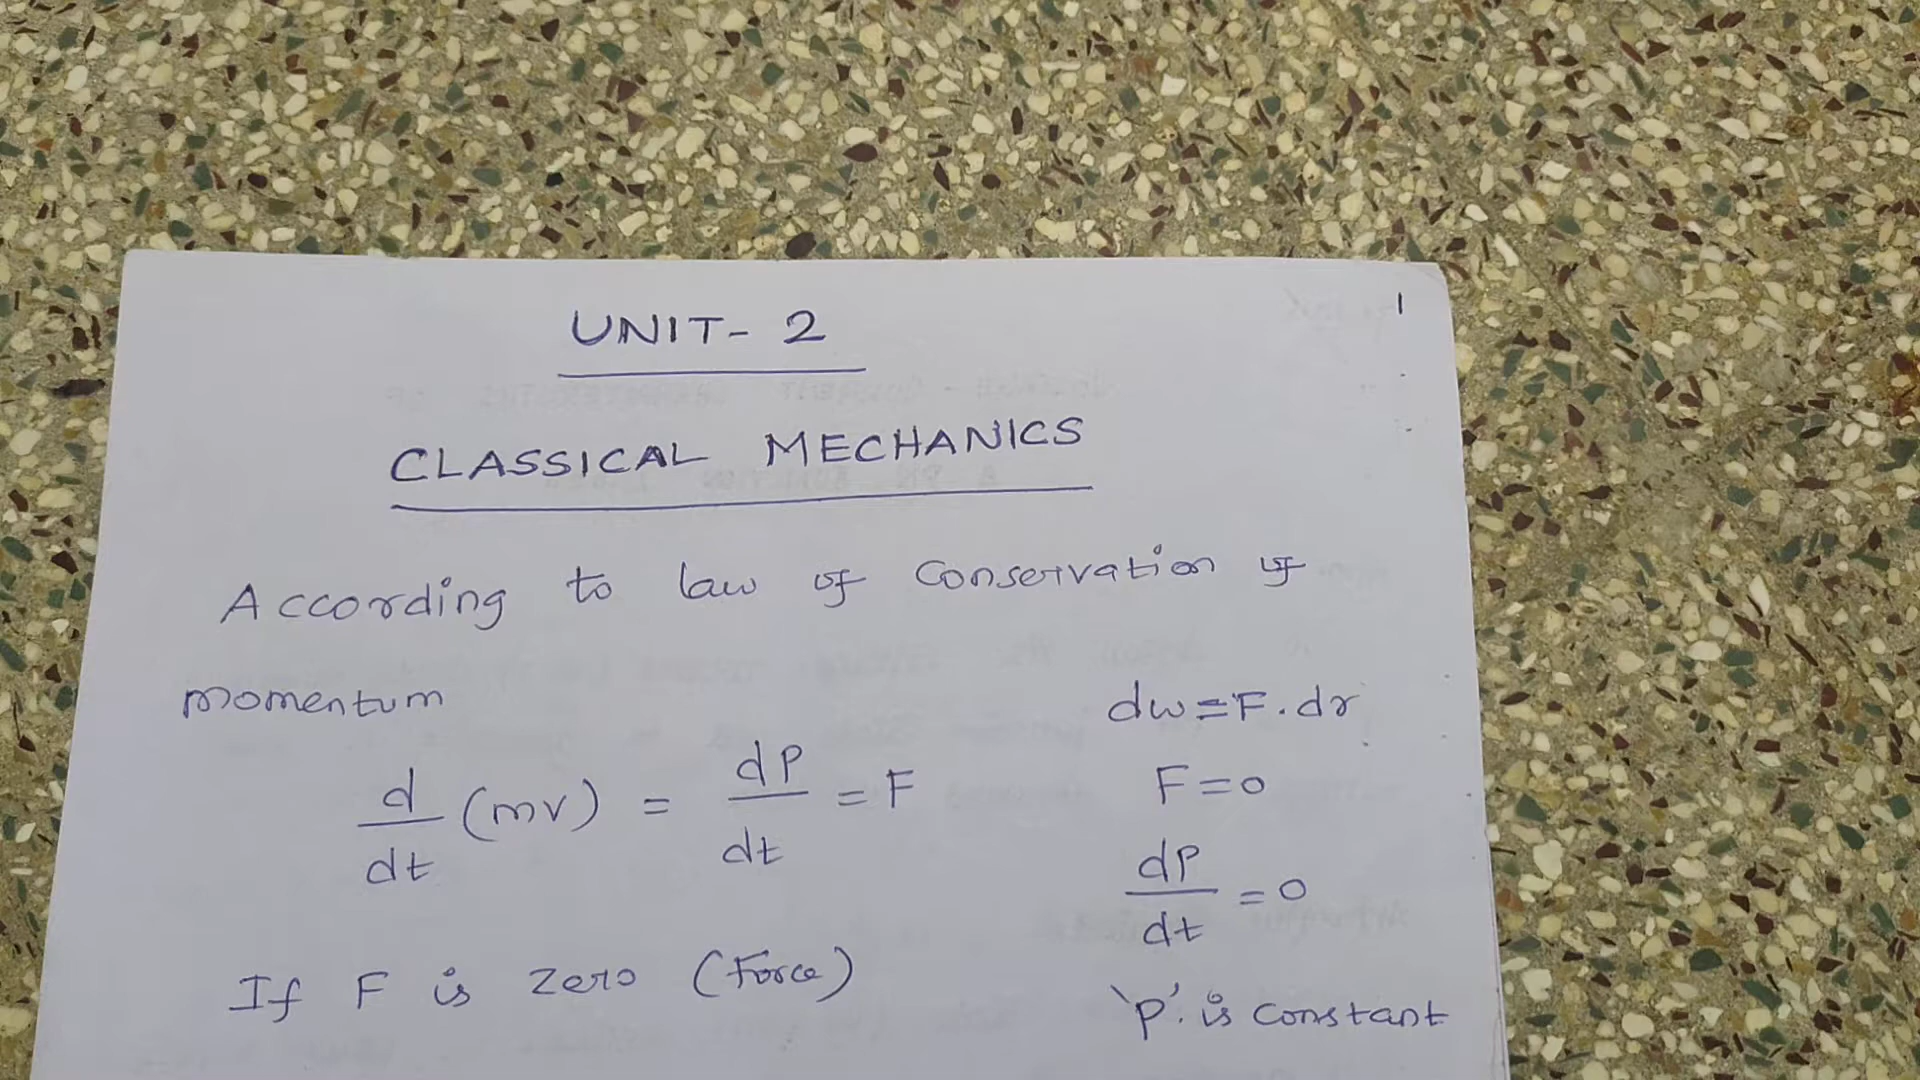 1
UNIT- 2
CLASSICAL MECHANICS
According to law of Conservation of
momentum
d/dt (mv) = dP/dt = F
If F is zero (Force)
dw=F.dr
F=0
dP/dt =0
'P'. is constant